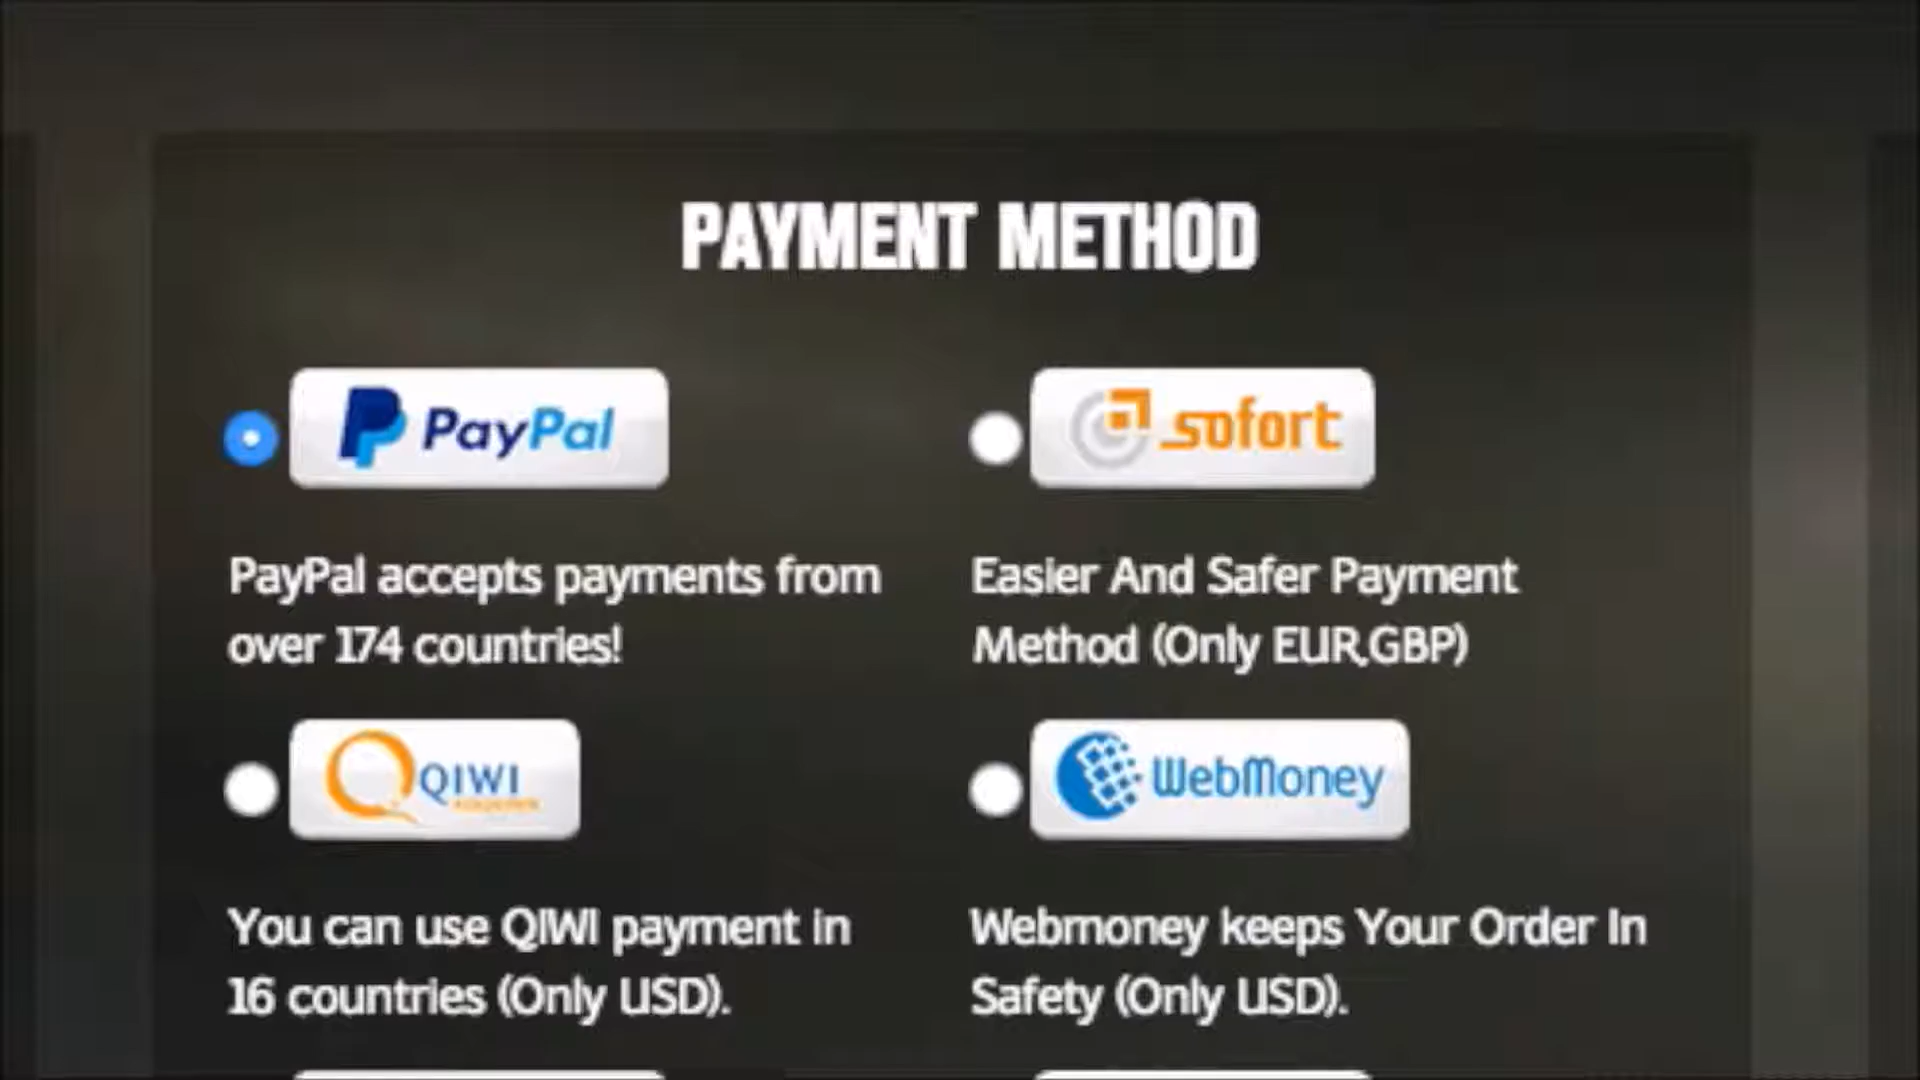 PAYMENT METHOD
PayPal
sofort
PayPal accepts payments from
over 174 countries!
Easier And Safer Payment
Method (Only EUR,GBP)
QIWI
WebMoney
You can use QIWI payment in
16 countries (Only USD).
Webmoney keeps Your Order In
Safety (Only USD).